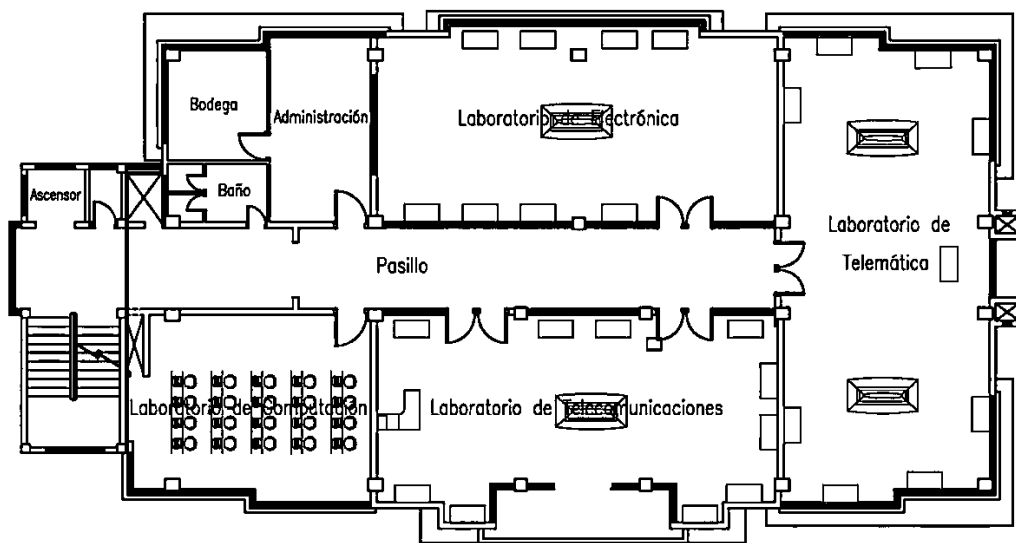 Bodega
Administración
Laboratorio de Electrónica
Ascensor
Baño
Laboratorio de
Telemática
Pasillo
Laboratorio de Computación
Laboratorio de Telecomunicaciones